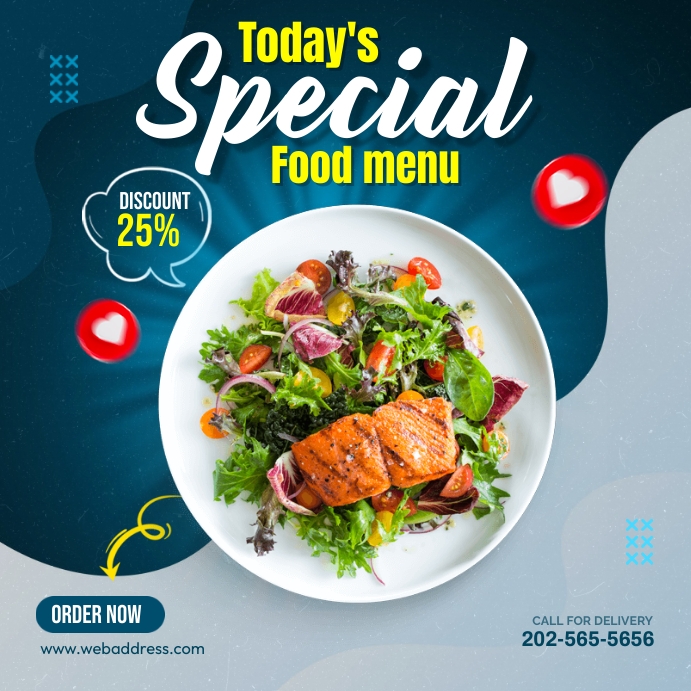 Today's
Special
Food menu
DISCOUNT
25%
ORDER NOW
www.webaddress.com
CALL FOR DELIVERY
202-565-5656